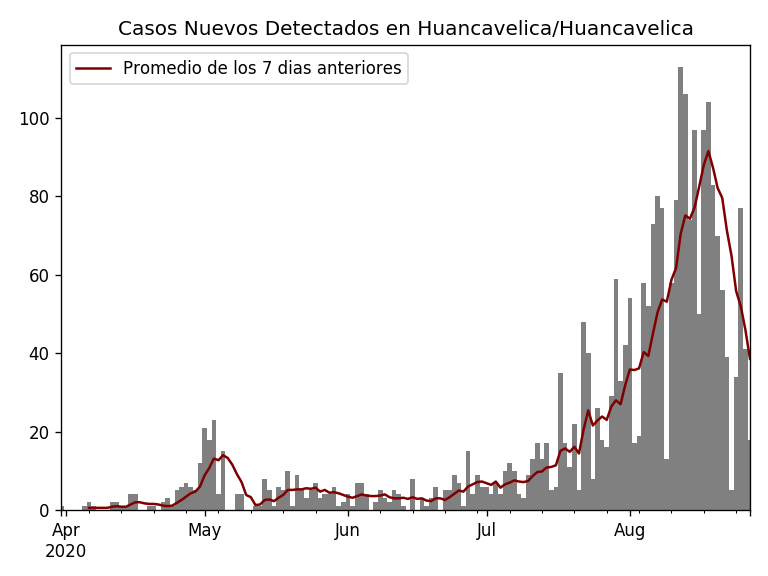 Casos Nuevos Detectados en Huancavelica/Huancavelica
Promedio de los 7 dias anteriores
100
80
60
40
20
0
Apr May Jun Jul Aug
2020